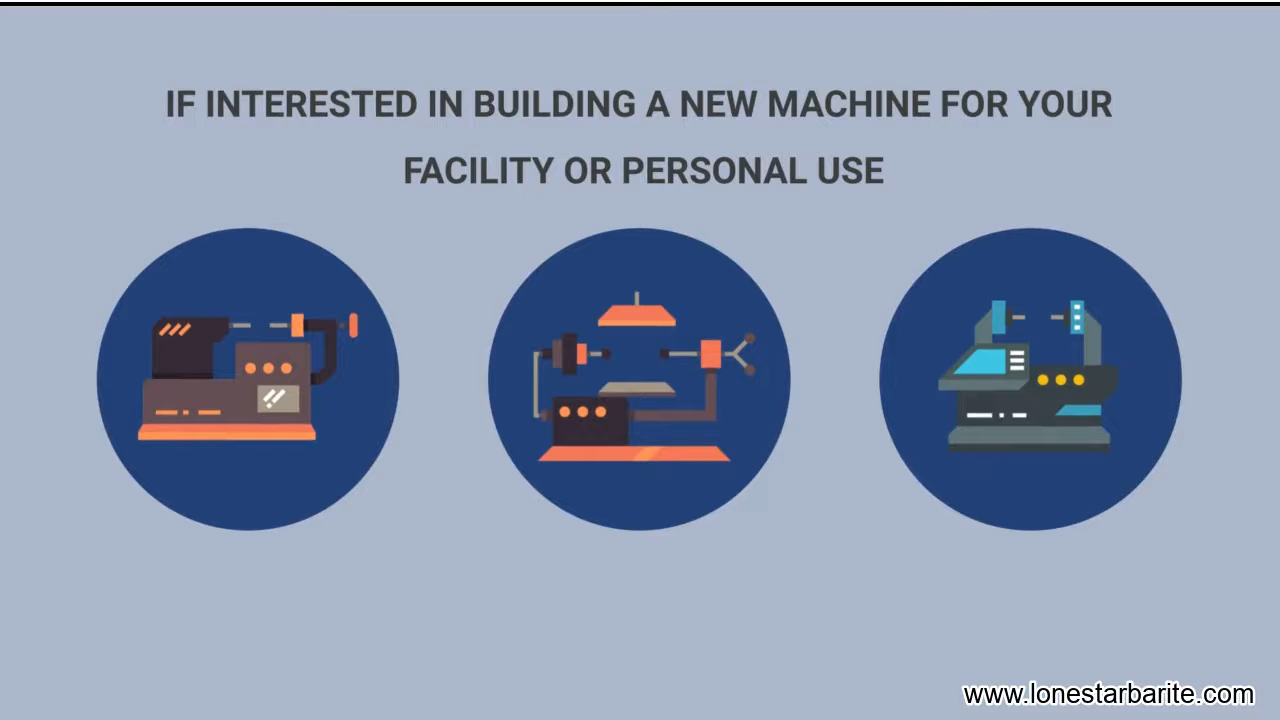 IF INTERESTED IN BUILDING A NEW MACHINE FOR YOUR
FACILITY OR PERSONAL USE
www.lonestarbarite.com